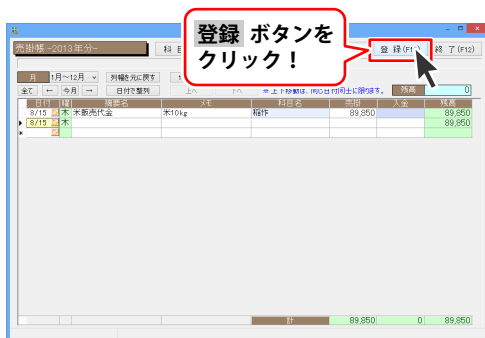 登録 ボタンを
クリック！
売掛帳 -2013年分-
科 目
登 録(F11)
終 了(F12)
月
1月～12月
列幅を元に戻す
1
全て
←
今月
→
日付で整列
上へ
下へ
※上下移動は、同じ日付同士に限ります。
残高
0
日付 曜 摘要名 メモ 科目名 売掛 入金 残高
8/15 木 米販売代金 米10kg 稲作 89,850 89,850
8/15 木 89,850
計 89,850 0 89,850